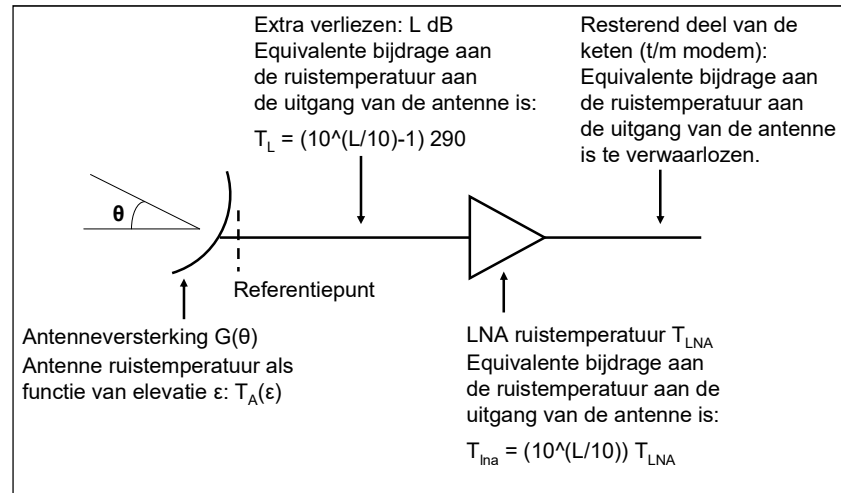 Extra verliezen: L dB
Equivalente bijdrage aan
de ruistemperatuur aan
de uitgang van de antenne is:
T_L = (10^(L/10)-1) 290
Resterend deel van de
keten (t/m modem):
Equivalente bijdrage aan
de ruistemperatuur aan
de uitgang van de antenne
is te verwaarlozen.
θ
Referentiepunt
Antenneversterking G(θ)
Antenne ruistemperatuur als
functie van elevatie ε: T_A(ε)
LNA ruistemperatuur T_LNA
Equivalente bijdrage aan
de ruistemperatuur aan de
uitgang van de antenne is:
T_lna = (10^(L/10)) T_LNA